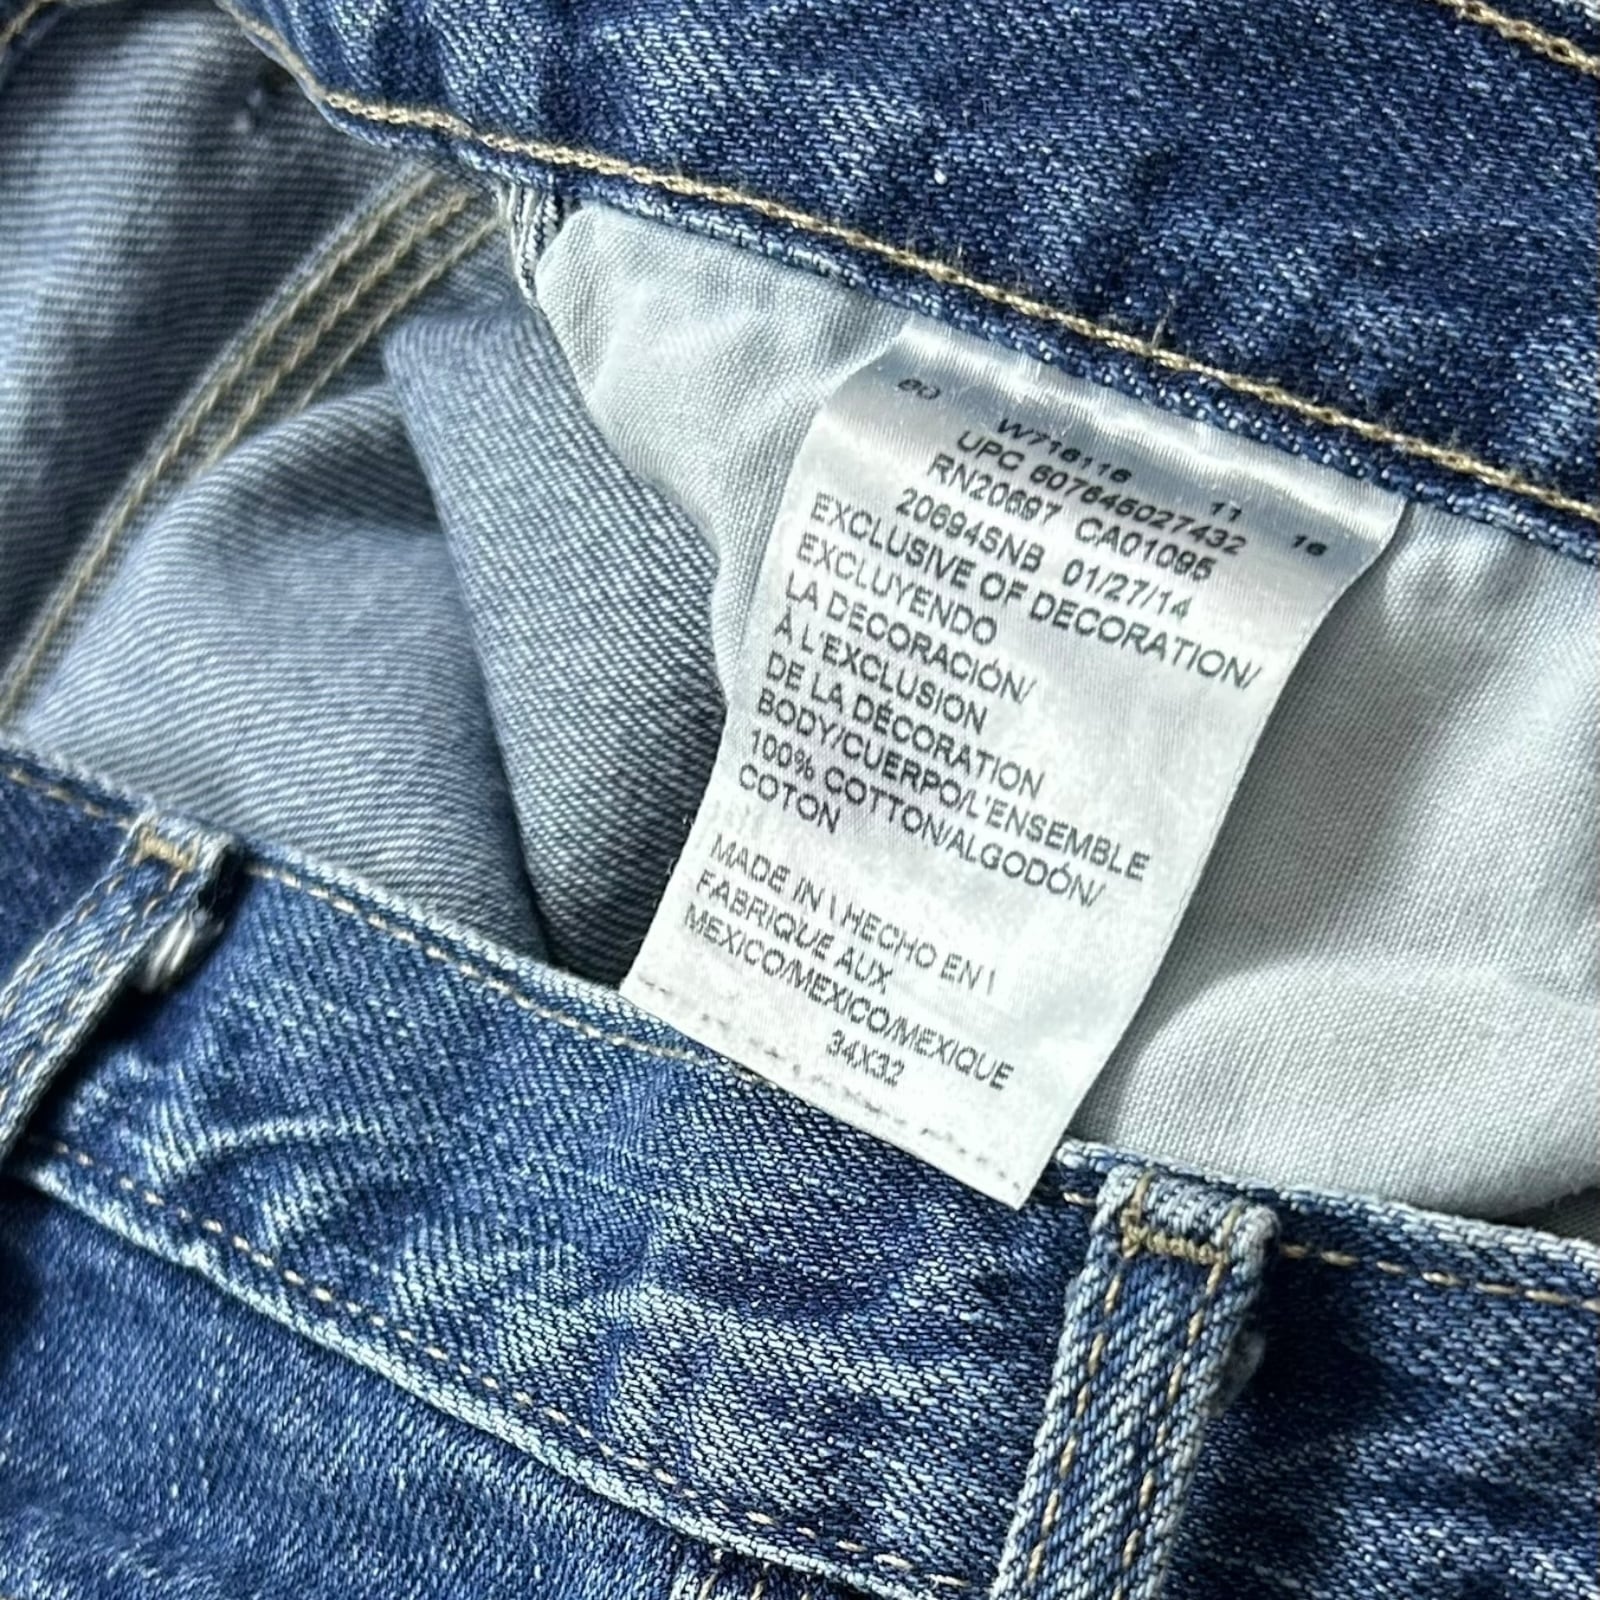 W716116 11 16
UPC 607645027432
RN20697 CA01095
20694SNB 01/27/14
EXCLUSIVE OF DECORATION/
EXCLUYENDO
LA DECORACIÓN/
À L'EXCLUSION
DE LA DÉCORATION
BODY/CUERPO/L'ENSEMBLE
100% COTTON/ALGODÓN/
COTON
MADE IN \ HECHO EN \
FABRIQUE AUX
MEXICO/MEXICO/MEXIQUE
34X32